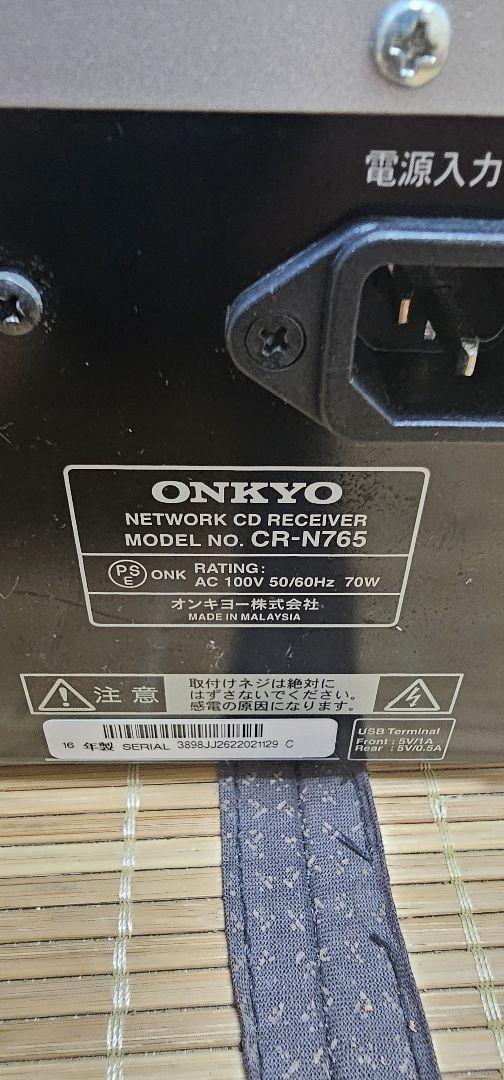 電源入力
ONKYO
NETWORK CD RECEIVER
MODEL NO. CR-N765
PS E ONK RATING:
AC 100V 50/60Hz 70W
オンキヨー株式会社
MADE IN MALAYSIA
注意
取付けネジは絶対に
はずさないでください。
感電の原因になります。
16 年製 SERIAL 3898JJ2622021129 C
USB Terminal
Front : 5V/1A
Rear : 5V/0.5A